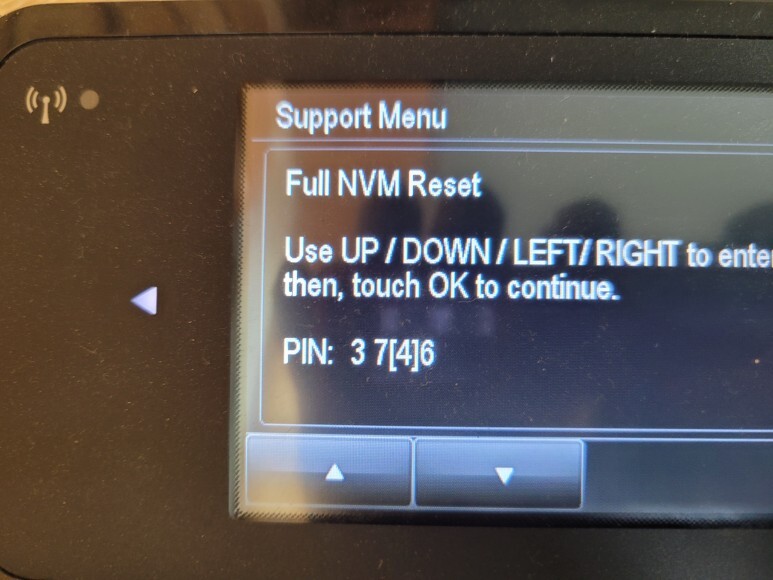 Support Menu
Full NVM Reset
Use UP / DOWN / LEFT/ RIGHT to enter
then, touch OK to continue.
PIN: 3 7[4]6